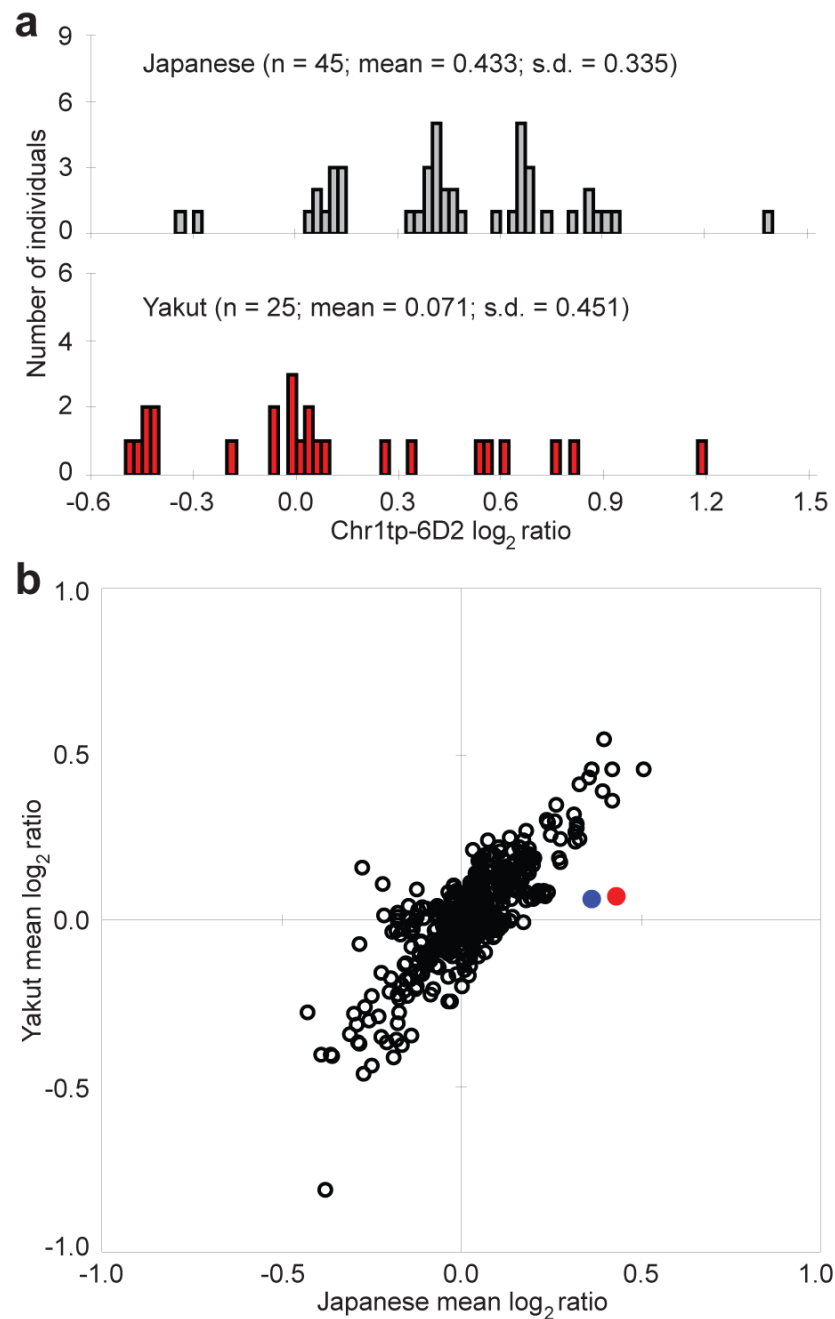 a
Number of individuals
9
Japanese (n = 45; mean = 0.433; s.d. = 0.335)
6
3
0
6
Yakut (n = 25; mean = 0.071; s.d. = 0.451)
4
2
0
-0.6 -0.3 0.0 0.3 0.6 0.9 1.2 1.5
Chr1tp-6D2 log2 ratio
b
Yakut mean log2 ratio
1.0
0.5
0.0
-0.5
-1.0
-1.0 -0.5 0.0 0.5 1.0
Japanese mean log2 ratio